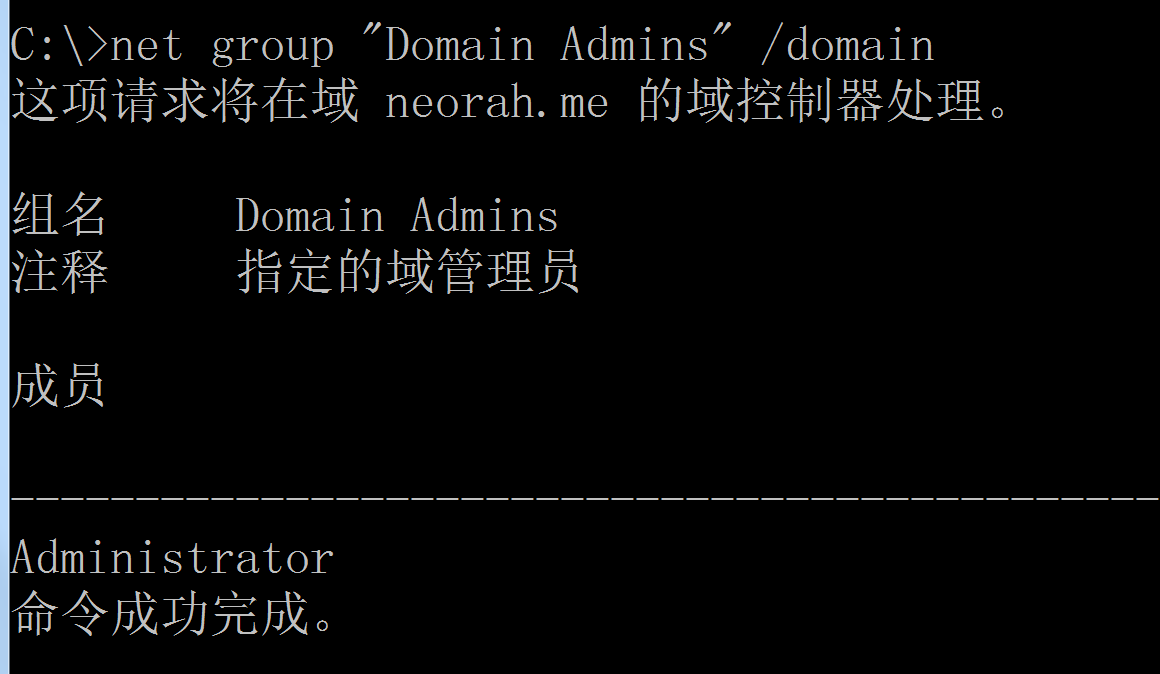 C:\>net group "Domain Admins" /domain
这项请求将在域 neorah.me 的域控制器处理。
组名     Domain Admins
注释     指定的域管理员
成员
----------------------------------------------
Administrator
命令成功完成。